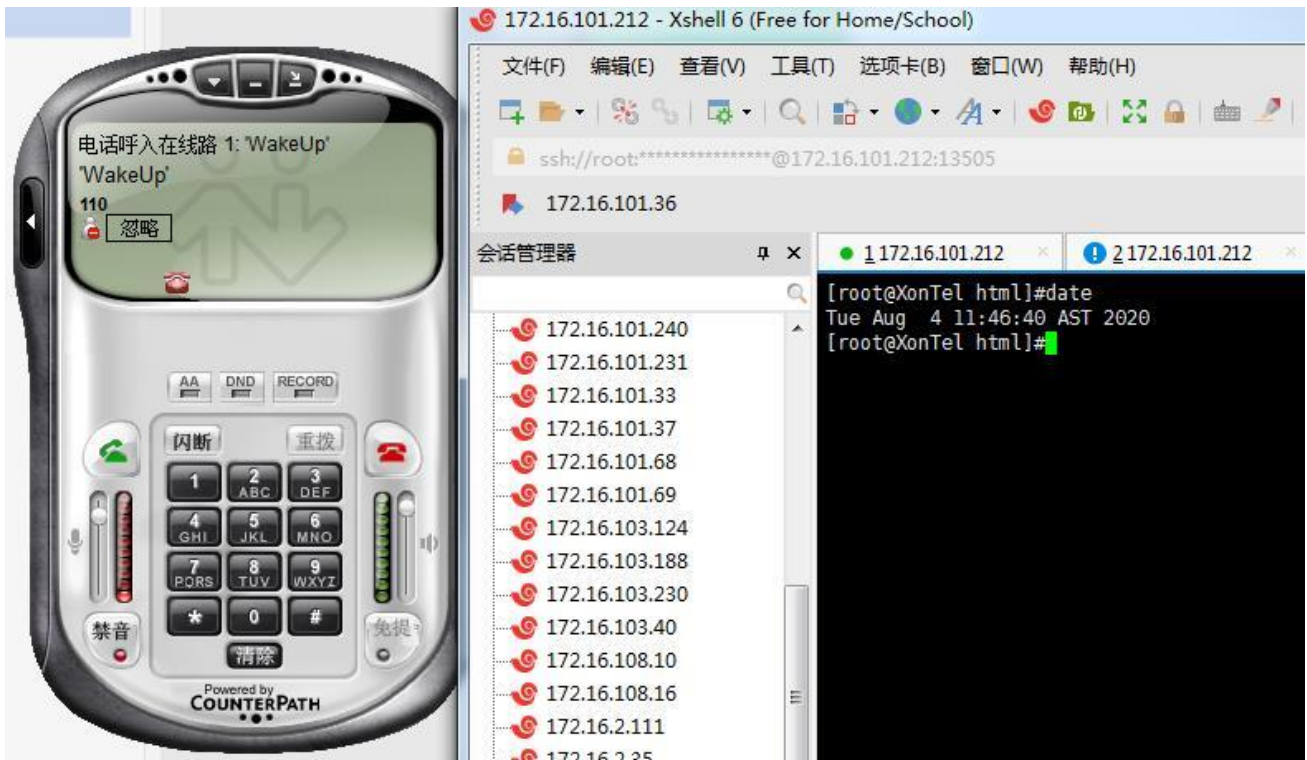 电话呼入在线路 1: 'WakeUp'
'WakeUp'
110
忽略
AA DND RECORD
闪断 重拨
1 2 ABC 3 DEF
4 GHI 5 JKL 6 MNO
7 PQRS 8 TUV 9 WXYZ
* 0 #
禁音 清除 免提
Powered by
COUNTERPATH
172.16.101.212 - Xshell 6 (Free for Home/School)
文件(F) 编辑(E) 查看(V) 工具(T) 选项卡(B) 窗口(W) 帮助(H)
ssh://root:****************@172.16.101.212:13505
172.16.101.36
会话管理器
1 172.16.101.212 2 172.16.101.212
172.16.101.240
172.16.101.231
172.16.101.33
172.16.101.37
172.16.101.68
172.16.101.69
172.16.103.124
172.16.103.188
172.16.103.230
172.16.103.40
172.16.108.10
172.16.108.16
172.16.2.111
172.16.2.35
[root@XonTel html]#date
Tue Aug  4 11:46:40 AST 2020
[root@XonTel html]#